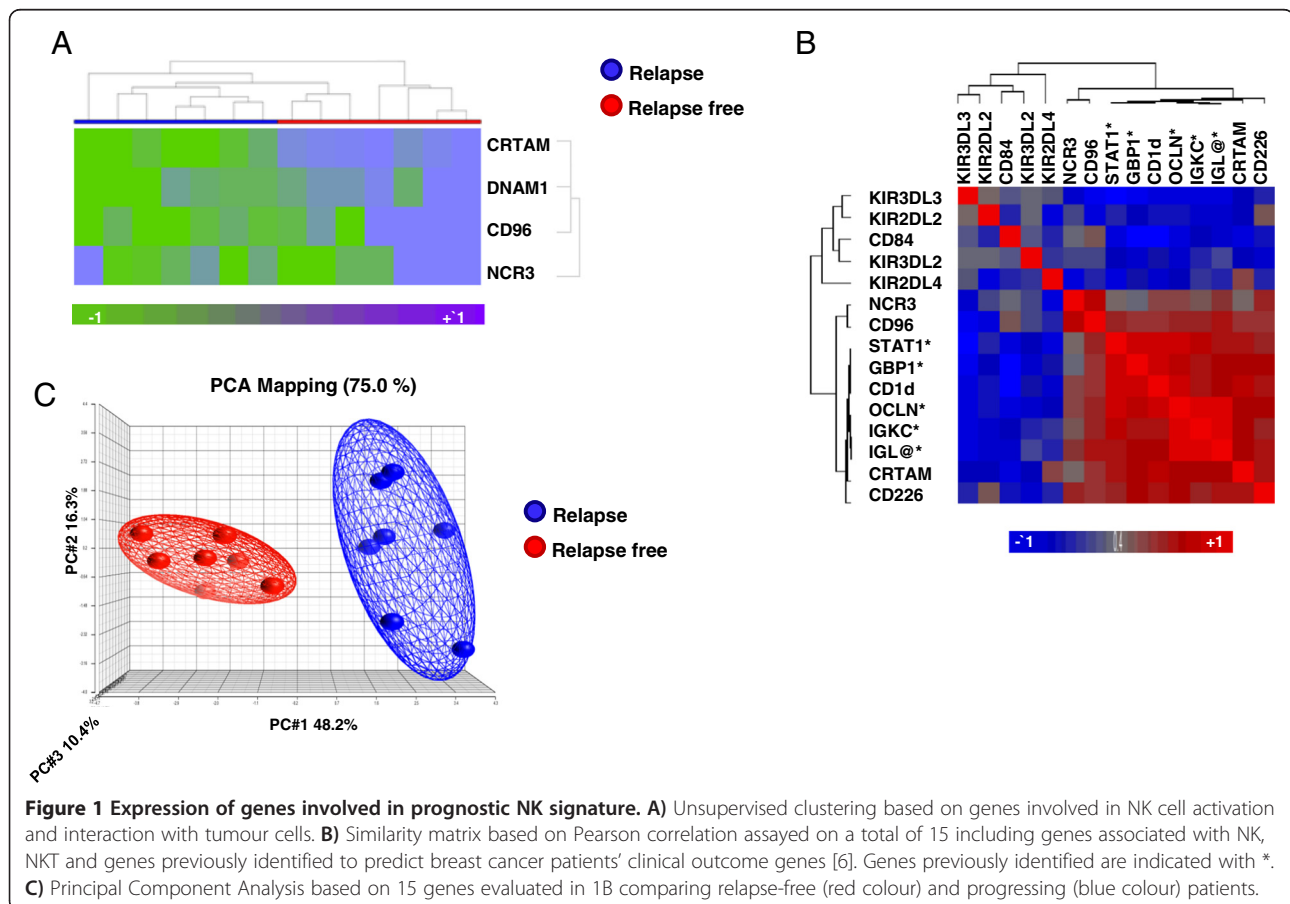 A
Relapse
Relapse free
CRTAM
DNAM1
CD96
NCR3
-1
+`1
B
KIR3DL3
KIR2DL2
CD84
KIR3DL2
KIR2DL4
NCR3
CD96
STAT1*
GBP1*
CD1d
OCLN*
IGKC*
IGL@*
CRTAM
CD226
KIR3DL3
KIR2DL2
CD84
KIR3DL2
KIR2DL4
NCR3
CD96
STAT1*
GBP1*
CD1d
OCLN*
IGKC*
IGL@*
CRTAM
CD226
-`1
+1
C
PCA Mapping (75.0 %)
PC#2 16.3%
PC#1 48.2%
PC#3 10.4%
Relapse
Relapse free
Figure 1 Expression of genes involved in prognostic NK signature. A) Unsupervised clustering based on genes involved in NK cell activation
and interaction with tumour cells. B) Similarity matrix based on Pearson correlation assayed on a total of 15 including genes associated with NK,
NKT and genes previously identified to predict breast cancer patients' clinical outcome genes [6]. Genes previously identified are indicated with *.
C) Principal Component Analysis based on 15 genes evaluated in 1B comparing relapse-free (red colour) and progressing (blue colour) patients.